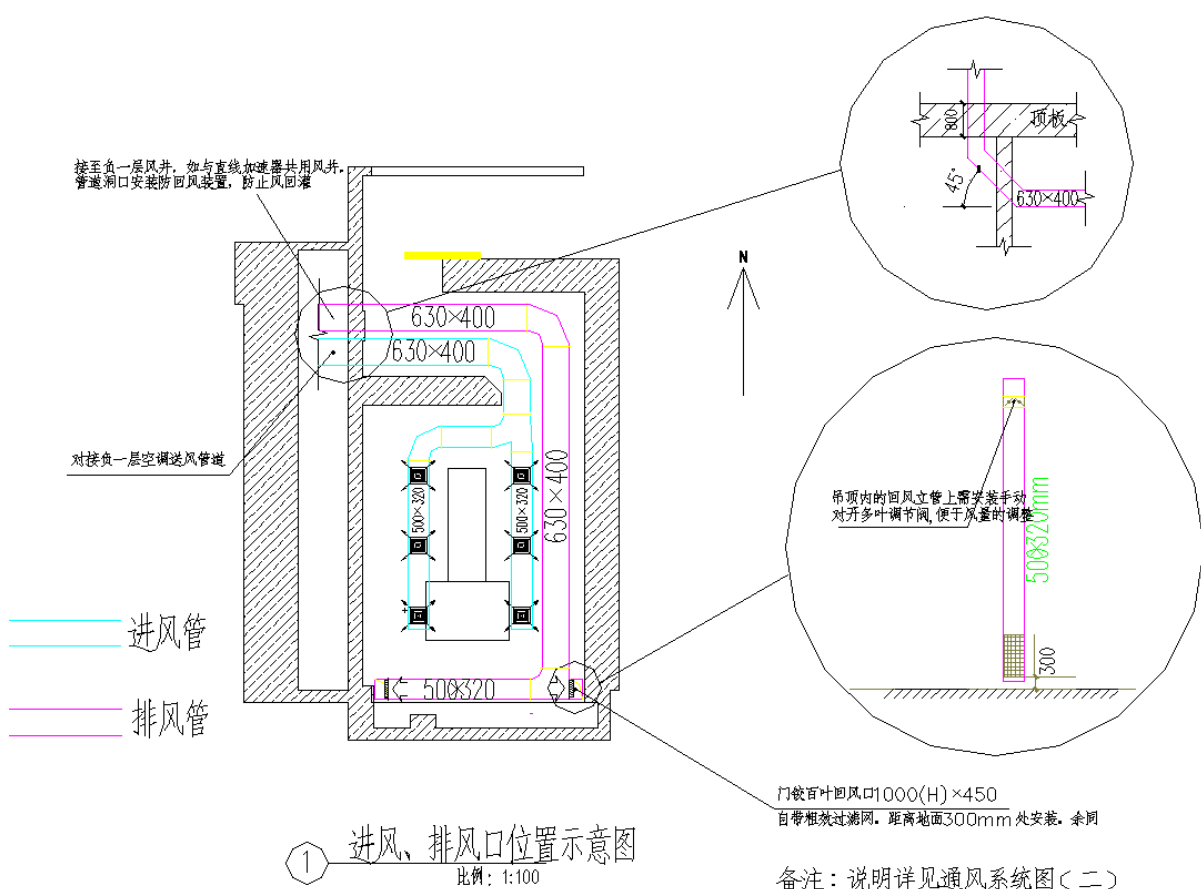 接至负一层风井，如与直线加速器共用风井，
管道洞口安装防回风装置，防止风回灌
800
顶板
45°
630×400
N
630×400
630×400
对接负一层空调送风管道
630×400
500×320
500×320
吊顶内的回风立管上需安装手动
对开多叶调节阀，便于风量的调整
500×320mm
进风管
排风管
500×320
300
门铰百叶回风口1000(H)×450
自带粗效过滤网。距离地面300mm处安装。余同
1
进风、排风口位置示意图
比例：1:100
备注：说明详见通风系统图(二)